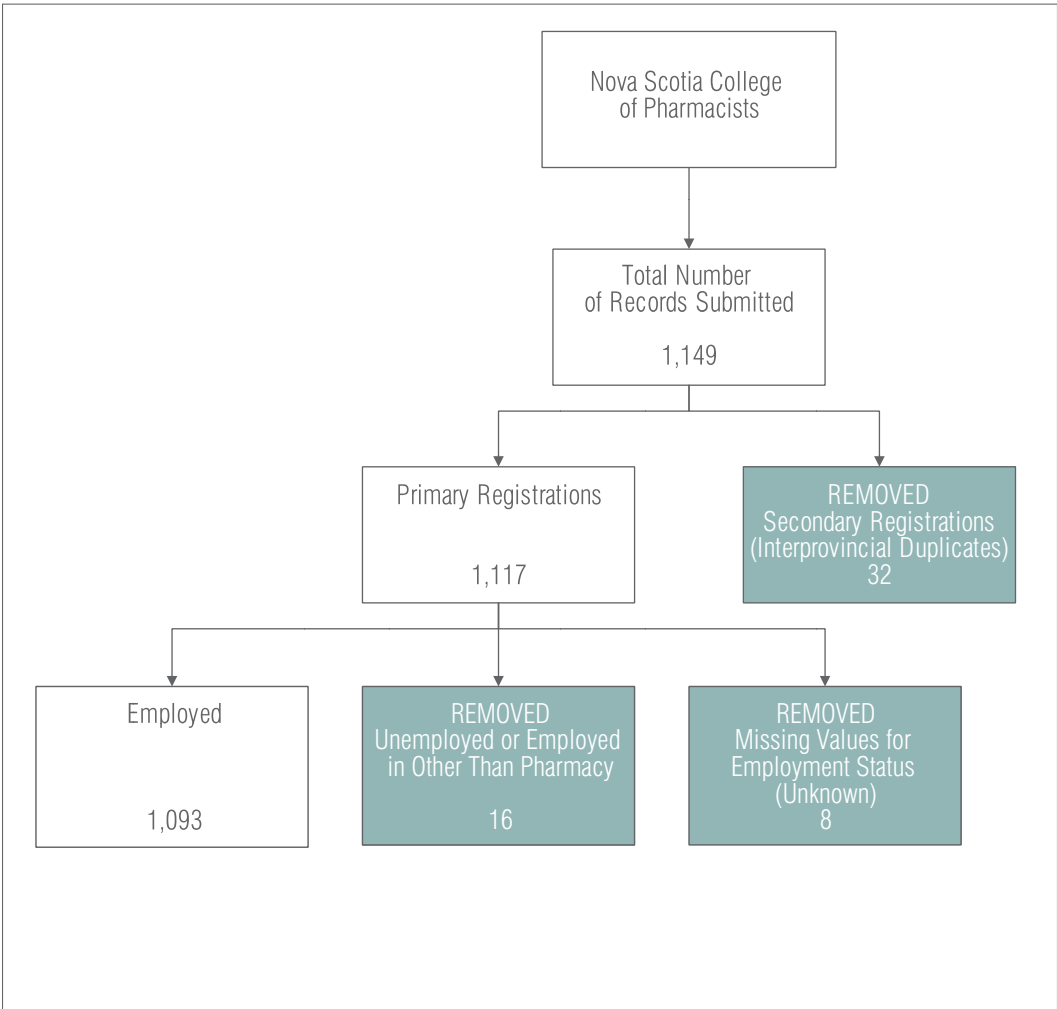 Nova Scotia College
of Pharmacists
Total Number
of Records Submitted
1,149
Primary Registrations
1,117
REMOVED
Secondary Registrations
(Interprovincial Duplicates)
32
Employed
1,093
REMOVED
Unemployed or Employed
in Other Than Pharmacy
16
REMOVED
Missing Values for
Employment Status
(Unknown)
8